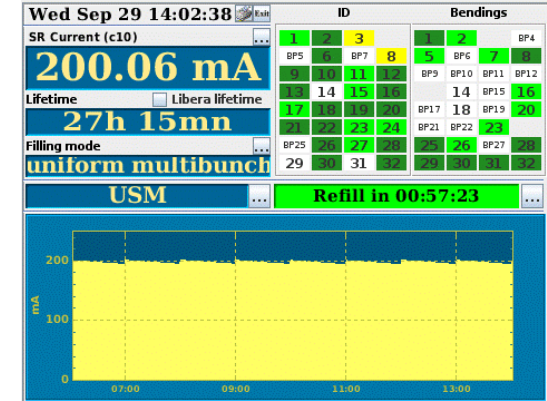 Wed Sep 29 14:02:38 Exit
SR Current (c10) ...
200.06 mA
Lifetime Libera lifetime
27h 15mn
Filling mode ...
uniform multibunch
ID
1 2 3
BP5 6 BP7 8
9 10 11 12
13 14 15 16
17 18 19 20
21 22 23 24
BP25 26 27 28
29 30 31 32
Bendings
1 2 BP4
5 BP6 7 8
BP9 BP10 BP11 BP12
14 BP15 16
BP17 18 BP19 20
BP21 BP22 23
25 26 BP27 28
29 30 31 32
USM ... Refill in 00:57:23 ...
200
mA
100
0
07:00 09:00 11:00 13:00